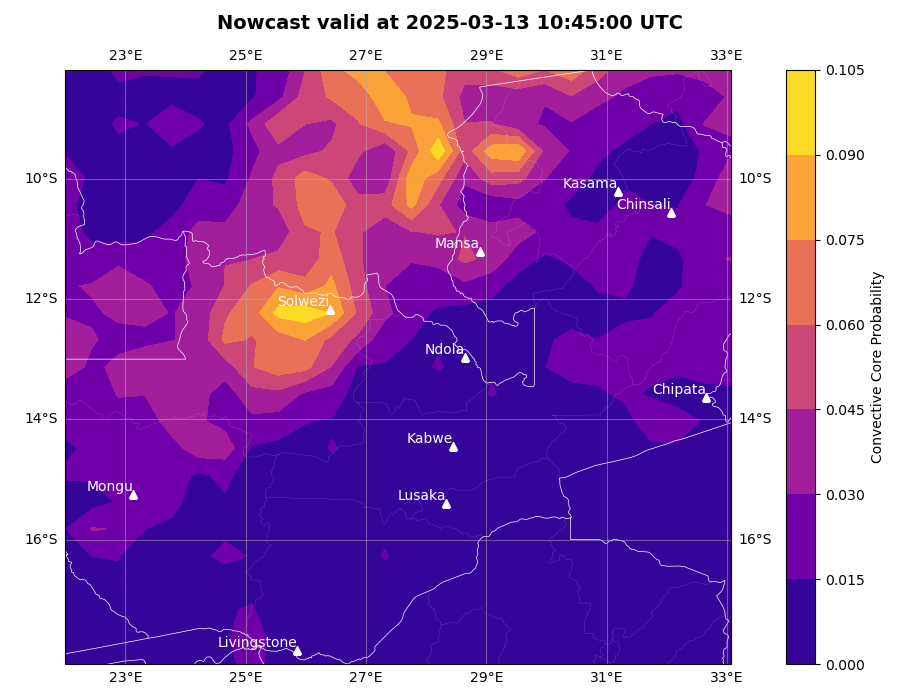 Nowcast valid at 2025-03-13 10:45:00 UTC
23°E 25°E 27°E 29°E 31°E 33°E
0.105
0.090
10°S Kasama 10°S
Chinsali
0.075
Mansa
12°S Solwezi 12°S
0.060
Ndola
Chipata
0.045
14°S 14°S
Kabwe
Mongu
Lusaka
0.030
16°S 16°S
0.015
Livingstone
0.000
23°E 25°E 27°E 29°E 31°E 33°E
Convective Core Probability